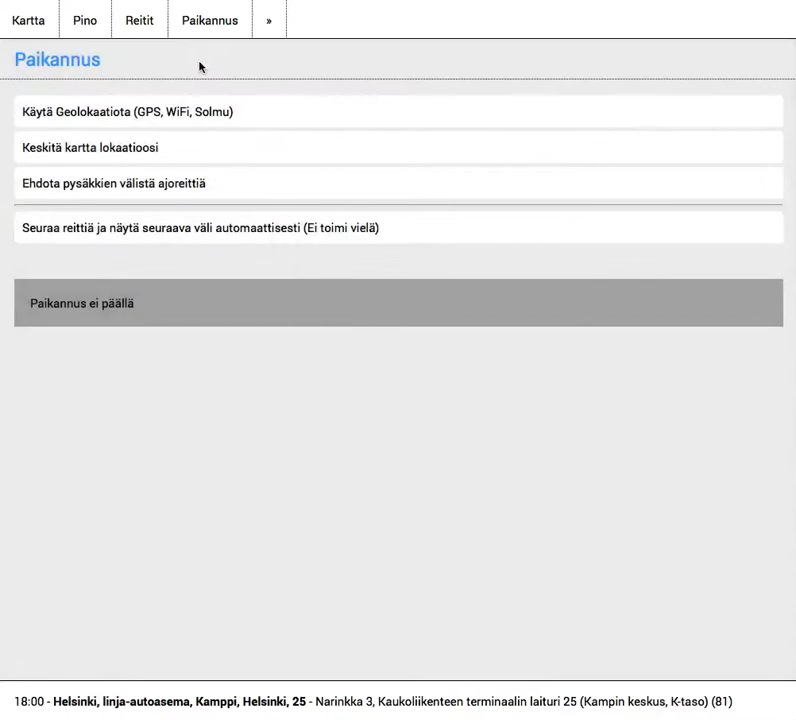 Kartta Pino Reitit Paikannus »
Paikannus
Käytä Geolokaatiota (GPS, WiFi, Solmu)
Keskitä kartta lokaatioosi
Ehdota pysäkkien välistä ajoreittiä
Seuraa reittiä ja näytä seuraava väli automaattisesti (Ei toimi vielä)
Paikannus ei päällä
18:00 - Helsinki, linja-autoasema, Kamppi, Helsinki, 25 - Narinkka 3, Kaukoliikenteen terminaalin laituri 25 (Kampin keskus, K-taso) (81)